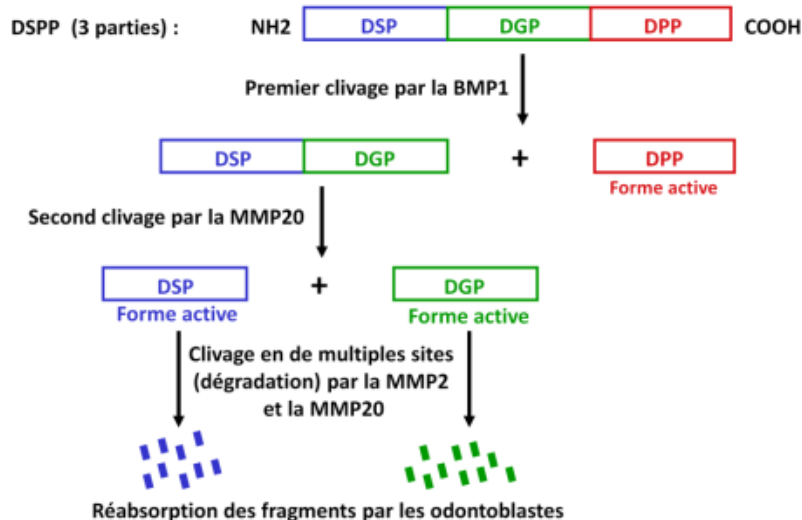 DSPP (3 parties) : NH2 DSP DGP DPP COOH
Premier clivage par la BMP1
DSP DGP + DPP
Forme active
Second clivage par la MMP20
DSP + DGP
Forme active Forme active
Clivage en de multiples sites
(dégradation) par la MMP2
et la MMP20
Réabsorption des fragments par les odontoblastes